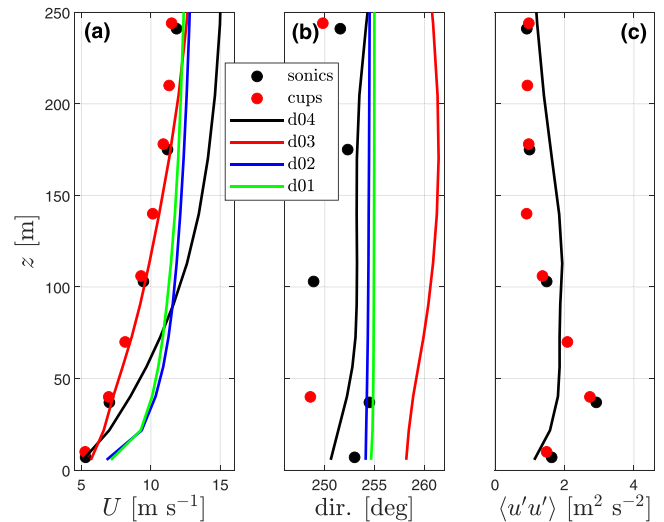 (a)
(b)
(c)
250
200
150
100
50
0
z [m]
sonics
cups
d04
d03
d02
d01
5 10 15
250 255 260
0 2 4
U [m s⁻¹]
dir. [deg]
⟨u′u′⟩ [m² s⁻²]